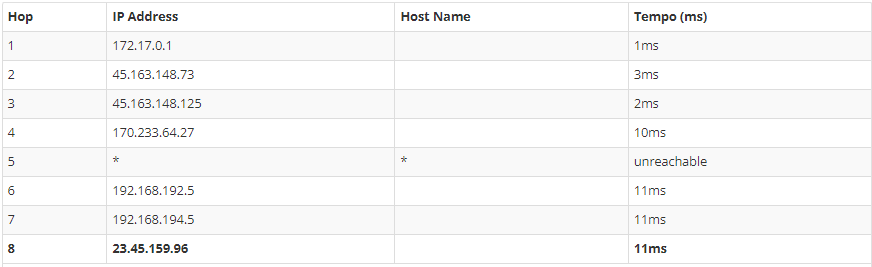 Hop IP Address Host Name Tempo (ms)
1 172.17.0.1 1ms
2 45.163.148.73 3ms
3 45.163.148.125 2ms
4 170.233.64.27 10ms
5 * * unreachable
6 192.168.192.5 11ms
7 192.168.194.5 11ms
8 23.45.159.96 11ms